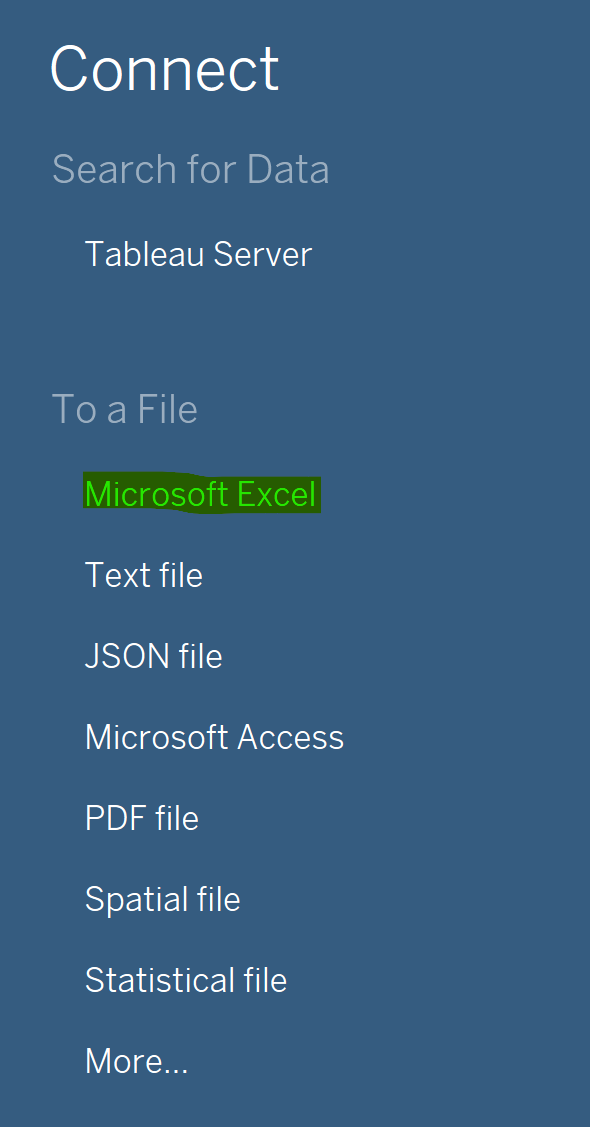 Connect
Search for Data
Tableau Server
To a File
Microsoft Excel
Text file
JSON file
Microsoft Access
PDF file
Spatial file
Statistical file
More...